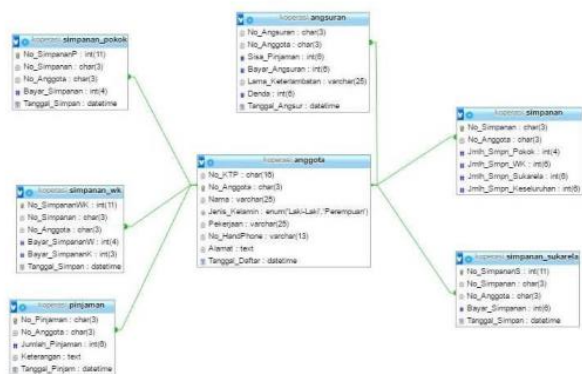 koperasi simpanan_pokok
No_SimpananP : int(11)
No_Simpanan : char(3)
No_Anggota : char(3)
Bayar_Simpanan : int(4)
Tanggal_Simpan : datetime
koperasi angsuran
No_Angsuran : char(3)
No_Anggota : char(3)
Sisa_Pinjaman : int(6)
Bayar_Angsuran : int(6)
Lama_Keterlambatan : varchar(25)
Denda : int(6)
Tanggal_Angsur : datetime
koperasi simpanan
No_Simpanan : char(3)
No_Anggota : char(3)
Jmlh_Smpn_Pokok : int(4)
Jmlh_Smpn_WK : int(6)
Jmlh_Smpn_Sukarela : int(6)
Jmlh_Smpn_Keseluruhan : int(6)
koperasi anggota
No_KTP : char(16)
No_Anggota : char(3)
Nama : varchar(25)
Jenis_Kelamin : enum('Laki-Laki','Perempuan')
Pekerjaan : varchar(25)
No_HandPhone : varchar(13)
Alamat : text
Tanggal_Daftar : datetime
koperasi simpanan_wk
No_SimpananWK : int(11)
No_Simpanan : char(3)
No_Anggota : char(3)
Bayar_SimpananW : int(4)
Bayar_SimpananK : int(3)
Tanggal_Simpan : datetime
koperasi simpanan_sukarela
No_SimpananS : int(11)
No_Simpanan : char(3)
No_Anggota : char(3)
Bayar_Simpanan : int(6)
Tanggal_Simpan : datetime
koperasi pinjaman
No_Pinjaman : char(3)
No_Anggota : char(3)
Jumlah_Pinjaman : int(6)
Keterangan : text
Tanggal_Pinjam : datetime